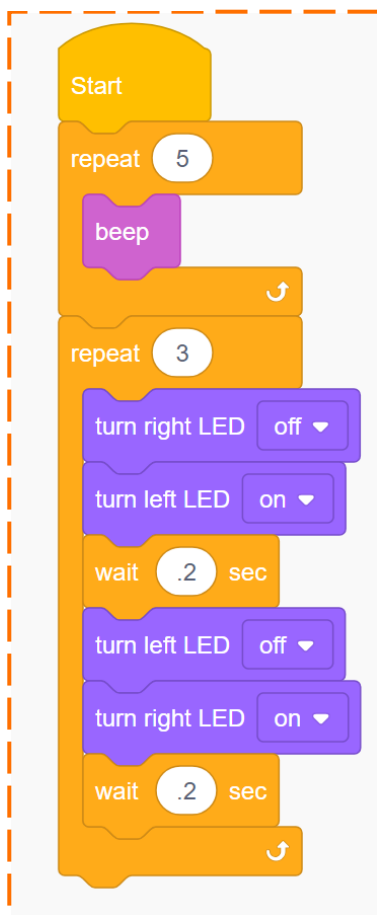 Start
repeat 5
beep
repeat 3
turn right LED off
turn left LED on
wait .2 sec
turn left LED off
turn right LED on
wait .2 sec